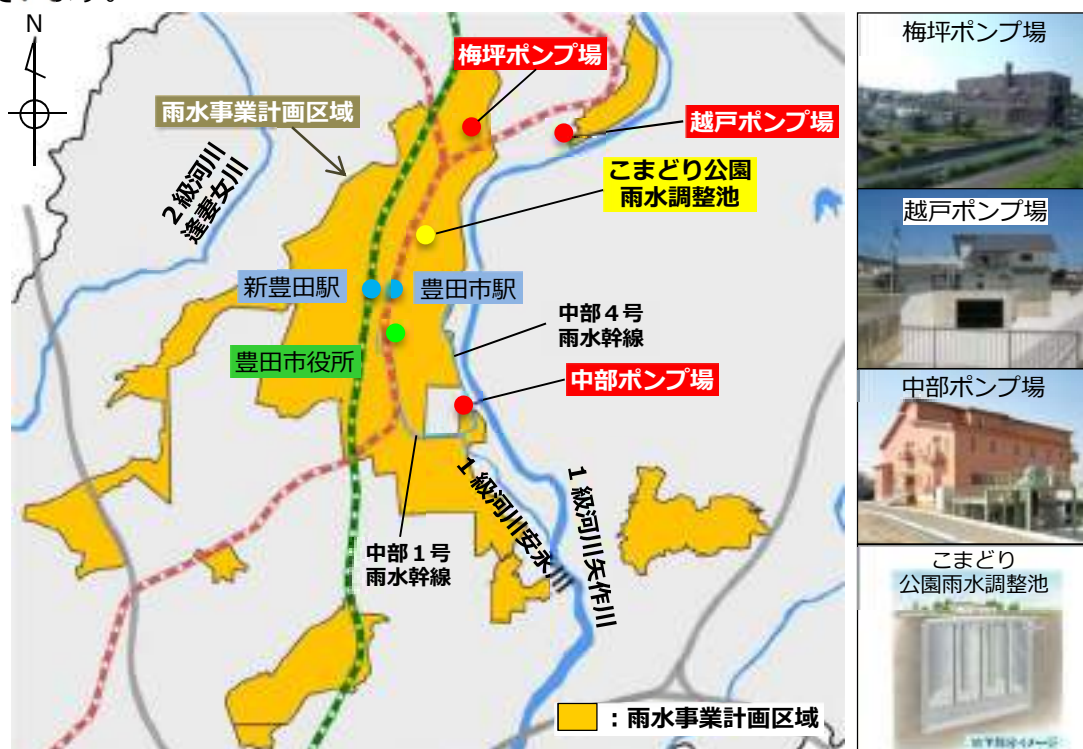 ています。
N
梅坪ポンプ場
雨水事業計画区域
越戸ポンプ場
こまどり公園
雨水調整池
2級河川
逢妻女川
新豊田駅
豊田市駅
中部4号
雨水幹線
豊田市役所
中部ポンプ場
1級河川安永川
1級河川矢作川
中部1号
雨水幹線
:雨水事業計画区域
梅坪ポンプ場
越戸ポンプ場
中部ポンプ場
こまどり
公園雨水調整池